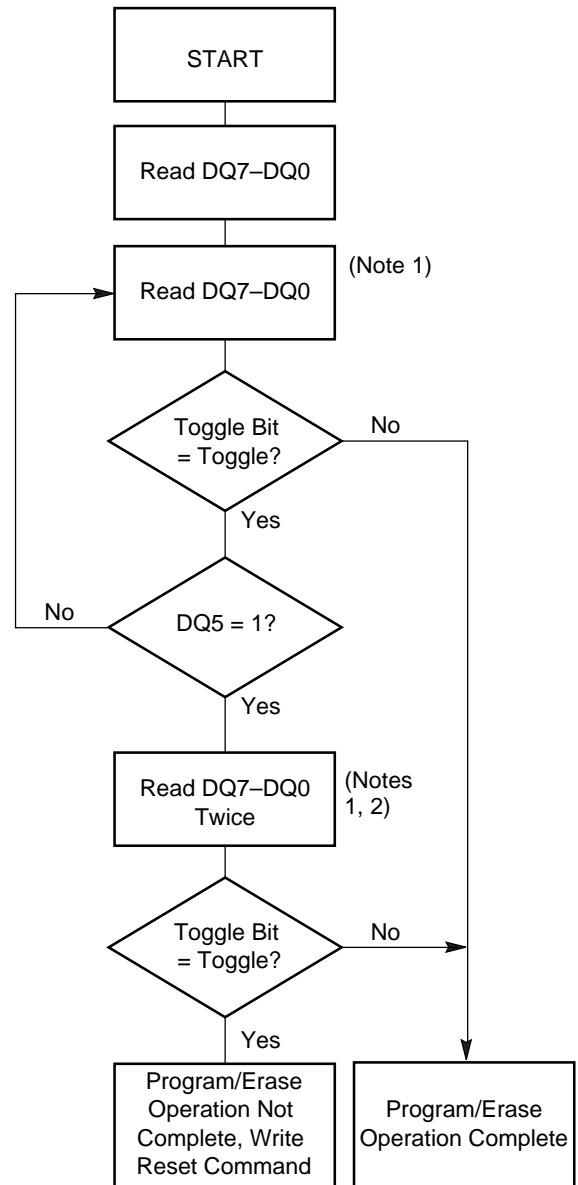 START
Read DQ7–DQ0
Read DQ7–DQ0
(Note 1)
Toggle Bit
= Toggle?
No
Yes
DQ5 = 1?
No
Yes
Read DQ7–DQ0
Twice
(Notes
1, 2)
Toggle Bit
= Toggle?
No
Yes
Program/Erase
Operation Not
Complete, Write
Reset Command
Program/Erase
Operation Complete